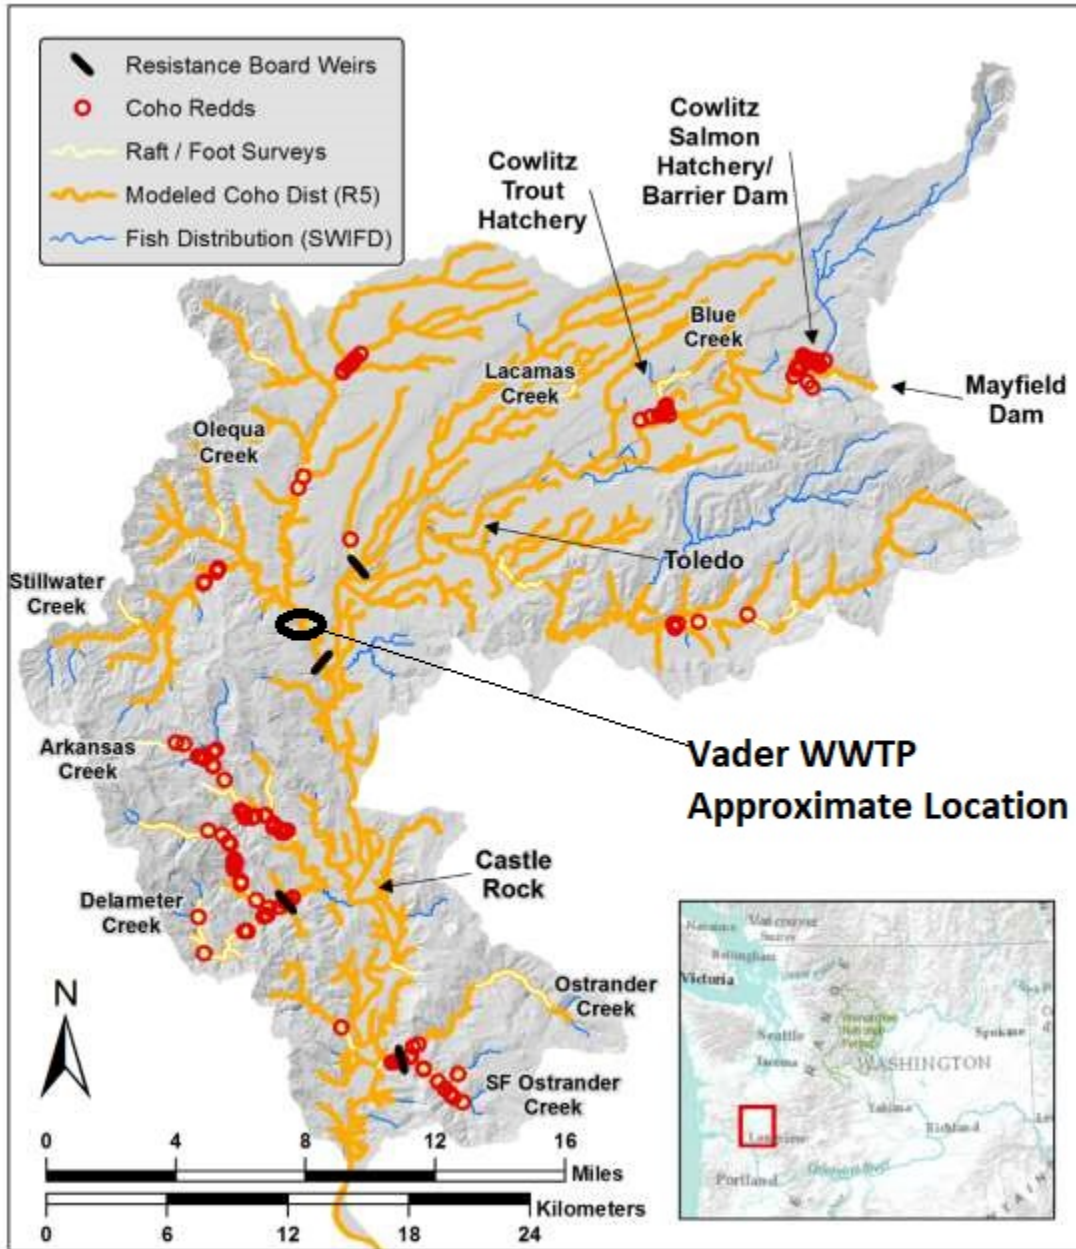 Resistance Board Weirs
Coho Redds
Raft / Foot Surveys
Modeled Coho Dist (R5)
Fish Distribution (SWIFD)
Cowlitz
Salmon
Hatchery/
Barrier Dam
Cowlitz
Trout
Hatchery
Blue
Creek
Lacamas
Creek
Mayfield
Dam
Olequa
Creek
Toledo
Stillwater
Creek
Vader WWTP
Approximate Location
Arkansas
Creek
Castle
Rock
Delameter
Creek
Ostrander
Creek
SF Ostrander
Creek
N
0 4 8 12 16
Miles
Kilometers
0 6 12 18 24
Vancouver
Bellingham
Victoria
Seattle
Tacoma
Spokane
WASHINGTON
Yakima
Richland
Longview
Portland